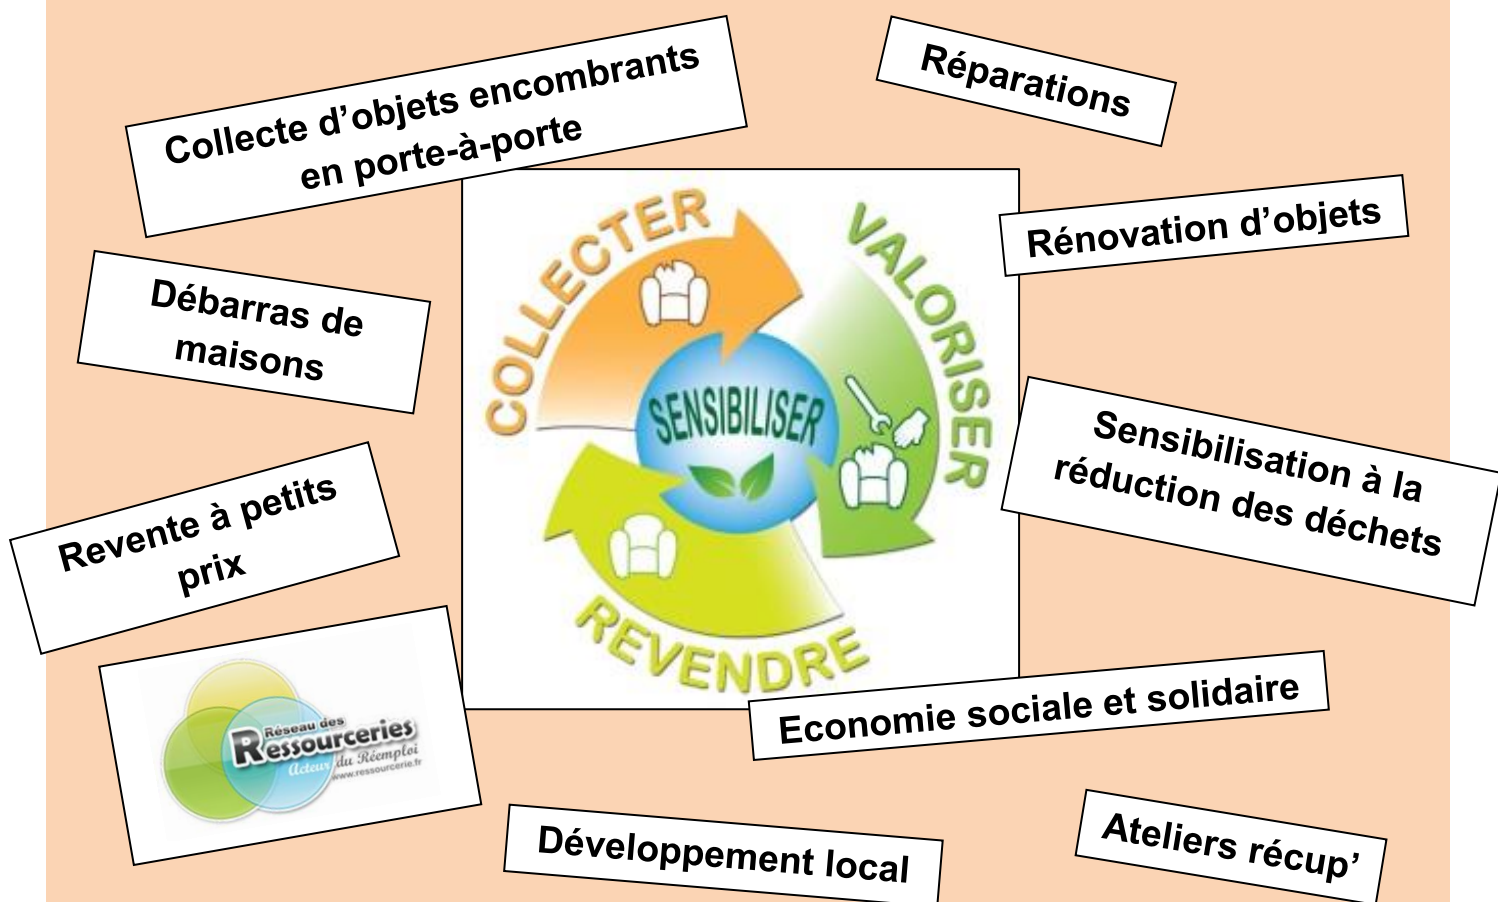 Collecte d’objets encombrants
en porte-à-porte
Réparations
Rénovation d’objets
Débarras de
maisons
COLLECTER
VALORISER
SENSIBILISER
REVENDRE
Sensibilisation à la
réduction des déchets
Revente à petits
prix
Réseau des
Ressourceries
Acteur du Réemploi
www.ressourcerie.fr
Economie sociale et solidaire
Développement local
Ateliers récup’